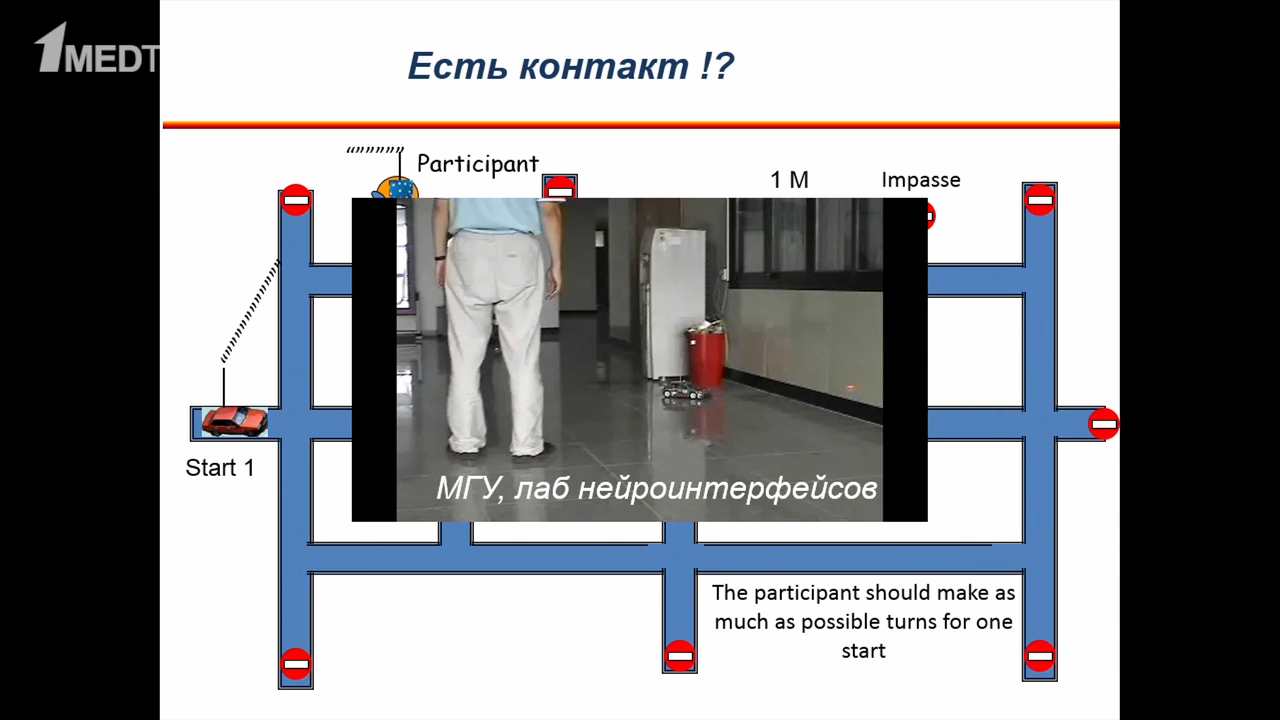 1MEDT
Есть контакт !?
Participant
1 M
Impasse
Start 1
МГУ, лаб нейроинтерфейсов
The participant should make as
much as possible turns for one
start